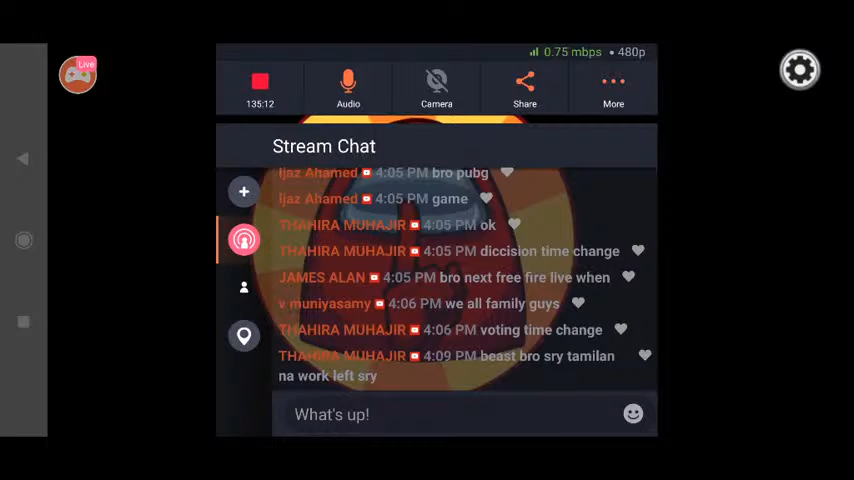 0.75 mbps • 480p
Live
135:12
Audio
Camera
Share
More
Stream Chat
Ijaz Ahamed 4:05 PM bro pubg
Ijaz Ahamed 4:05 PM game
THAHIRA MUHAJIR 4:05 PM ok
THAHIRA MUHAJIR 4:05 PM diccision time change
JAMES ALAN 4:05 PM bro next free fire live when
v muniyasamy 4:06 PM we all family guys
THAHIRA MUHAJIR 4:06 PM voting time change
THAHIRA MUHAJIR 4:09 PM beast bro sry tamilan
na work left sry
What's up!